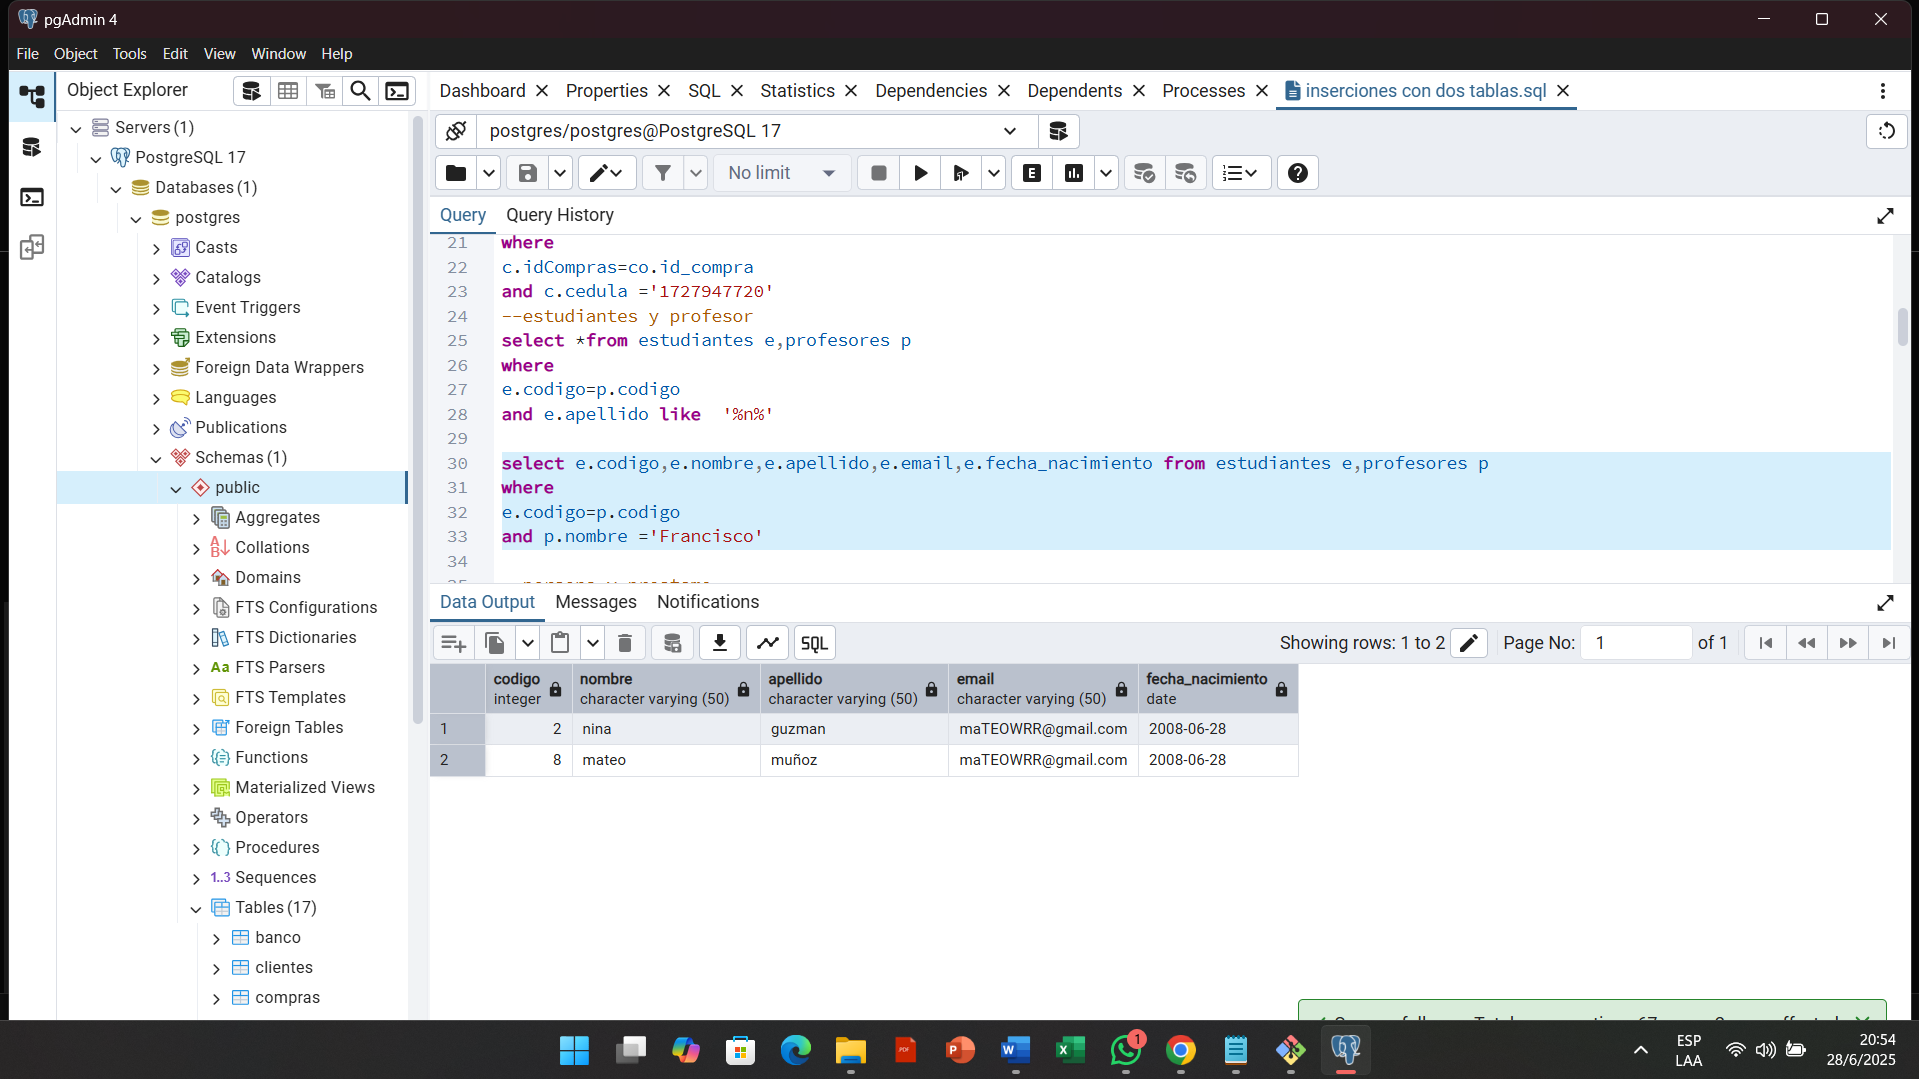 pgAdmin 4
File Object Tools Edit View Window Help
Object Explorer
Dashboard Properties SQL Statistics Dependencies Dependents Processes inserciones con dos tablas.sql
Servers (1)
PostgreSQL 17
Databases (1)
postgres
Casts
Catalogs
Event Triggers
Extensions
Foreign Data Wrappers
Languages
Publications
Schemas (1)
public
Aggregates
Collations
Domains
FTS Configurations
FTS Dictionaries
Aa FTS Parsers
FTS Templates
Foreign Tables
Functions
Materialized Views
Operators
Procedures
1..3 Sequences
Tables (17)
banco
clientes
compras
postgres/postgres@PostgreSQL 17
No limit
E
Query Query History
21 where
22 c.idCompras=co.id_compra
23 and c.cedula ='1727947720'
24 --estudiantes y profesor
25 select *from estudiantes e,profesores p
26 where
27 e.codigo=p.codigo
28 and e.apellido like '%n%'
29
30 select e.codigo,e.nombre,e.apellido,e.email,e.fecha_nacimiento from estudiantes e,profesores p
31 where
32 e.codigo=p.codigo
33 and p.nombre ='Francisco'
34
Data Output Messages Notifications
SQL
Showing rows: 1 to 2 Page No: 1 of 1
codigo nombre apellido email fecha_nacimiento
integer character varying (50) character varying (50) character varying (50) date
1 2 nina guzman maTEOWRR@gmail.com 2008-06-28
2 8 mateo muñoz maTEOWRR@gmail.com 2008-06-28
PDF
P
W
X
1
ESP
LAA
20:54
28/6/2025